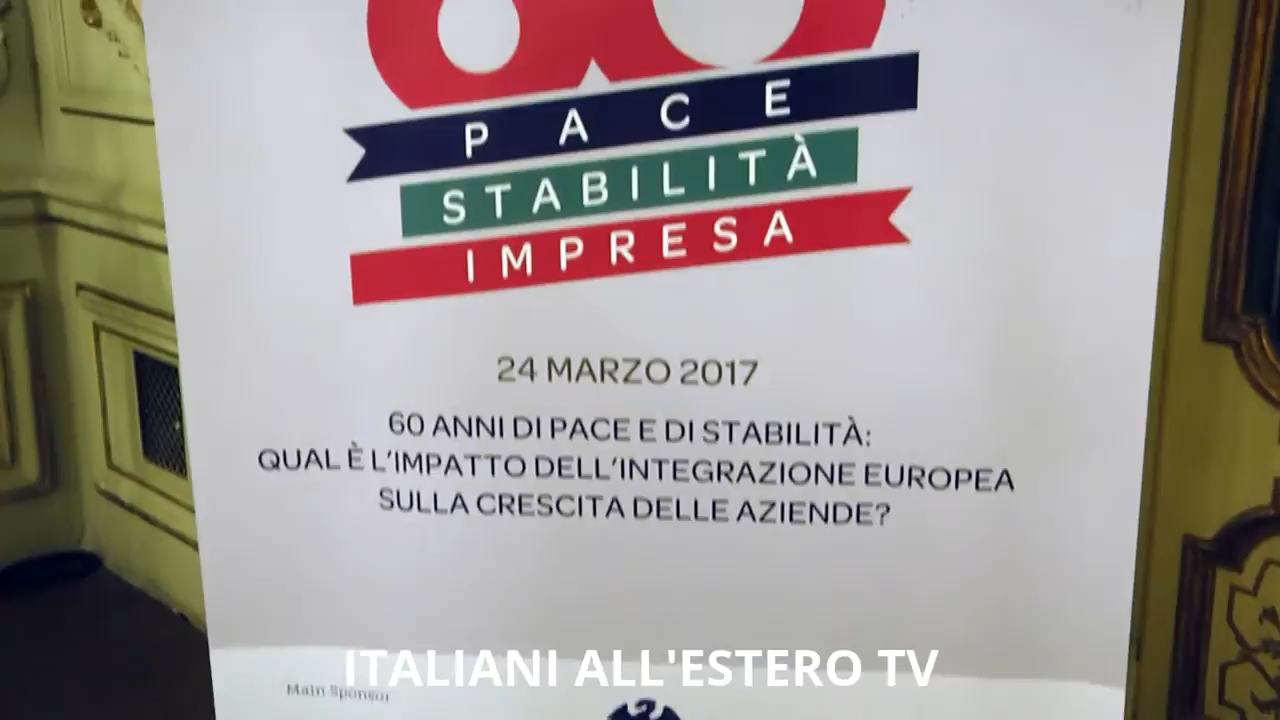 60
PACE
STABILITÀ
IMPRESA
24 MARZO 2017
60 ANNI DI PACE E DI STABILITÀ:
QUAL È L'IMPATTO DELL'INTEGRAZIONE EUROPEA
SULLA CRESCITA DELLE AZIENDE?
ITALIANI ALL'ESTERO TV
Main Sponsor